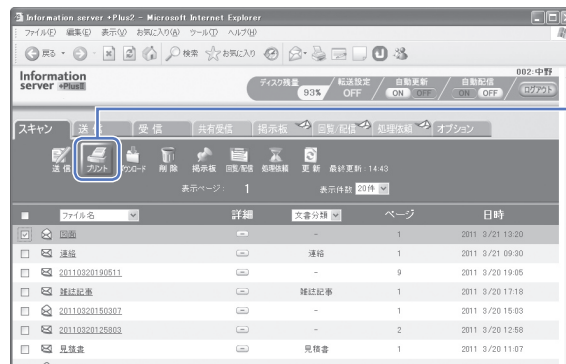 Information server +Plus2 - Microsoft Internet Explorer
ファイル(F) 編集(E) 表示(V) お気に入り(A) ツール(T) ヘルプ(H)
戻る 検索 お気に入り
002:中野
Information
server +PlusⅡ
ディスク残量 93% 転送設定 OFF 自動更新 ON OFF 自動配信 ON OFF ログアウト
スキャン 送信 受信 共有受信 掲示板 回覧/配信 処理依頼 オプション
送信 プリント ダウンロード 削除 掲示板 回覧/配信 処理依頼 更新 最終更新:14:43
表示ページ: 1 表示件数 20件
ファイル名 詳細 文書分類 ページ 日時
図面 - 1 2011 3/21 13:20
連絡 連絡 1 2011 3/21 09:30
20110320190511 - 9 2011 3/20 19:05
雑誌記事 雑誌記事 1 2011 3/20 17:18
20110320150307 - 1 2011 3/20 15:03
20110320125803 - 2 2011 3/20 12:58
見積書 見積書 1 2011 3/20 11:07